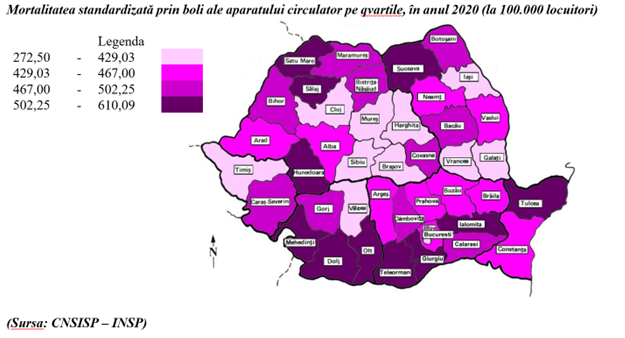 Mortalitatea standardizată prin boli ale aparatului circulator pe qvartile, în anul 2020 (la 100.000 locuitori)
Legenda
272,50 - 429,03
429,03 - 467,00
467,00 - 502,25
502,25 - 610,09
Botoșani
Satu Mare
Maramureș
Suceava
Iași
Bistrița
Năsăud
Sălaj
Neamț
Bihor
Cluj
Mureș
Harghita
Bacău
Vaslui
Arad
Alba
Sibiu
Brașov
Covasna
Vrancea
Galați
Timiș
Hunedoara
Caraș-Severin
Gorj
Vâlcea
Argeș
Prahova
Buzău
Brăila
Tulcea
Dâmbovița
Ialomița
Ilfov
București
Călărași
Constanța
Mehedinți
Dolj
Olt
Teleorman
Giurgiu
N
(Sursa: CNSISP – INSP)